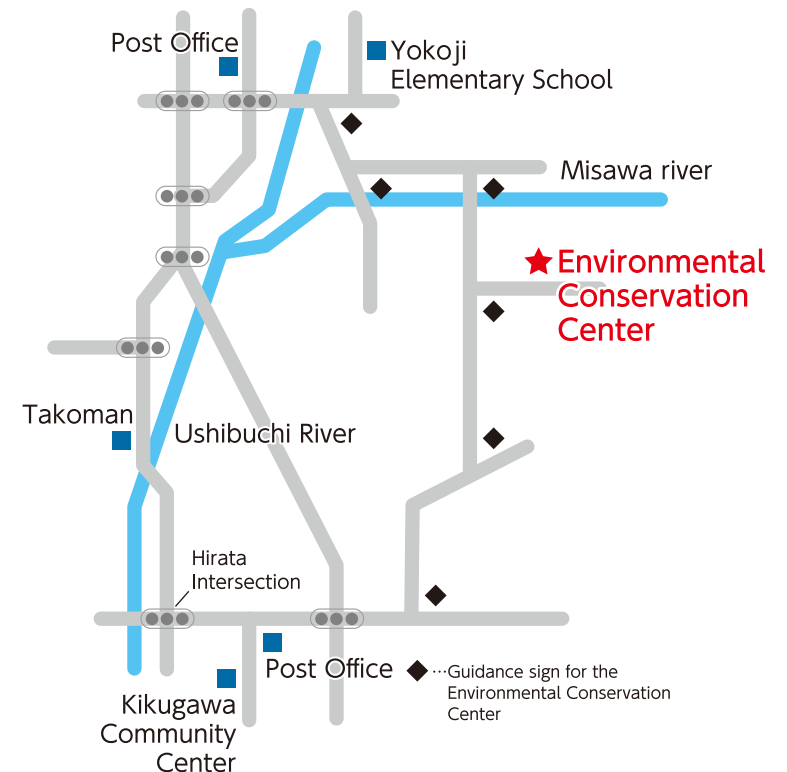 Post Office
Yokoji
Elementary School
Misawa river
Environmental
Conservation
Center
Takoman
Ushibuchi River
Hirata
Intersection
Post Office
Kikugawa
Community
Center
…Guidance sign for the
Environmental Conservation
Center